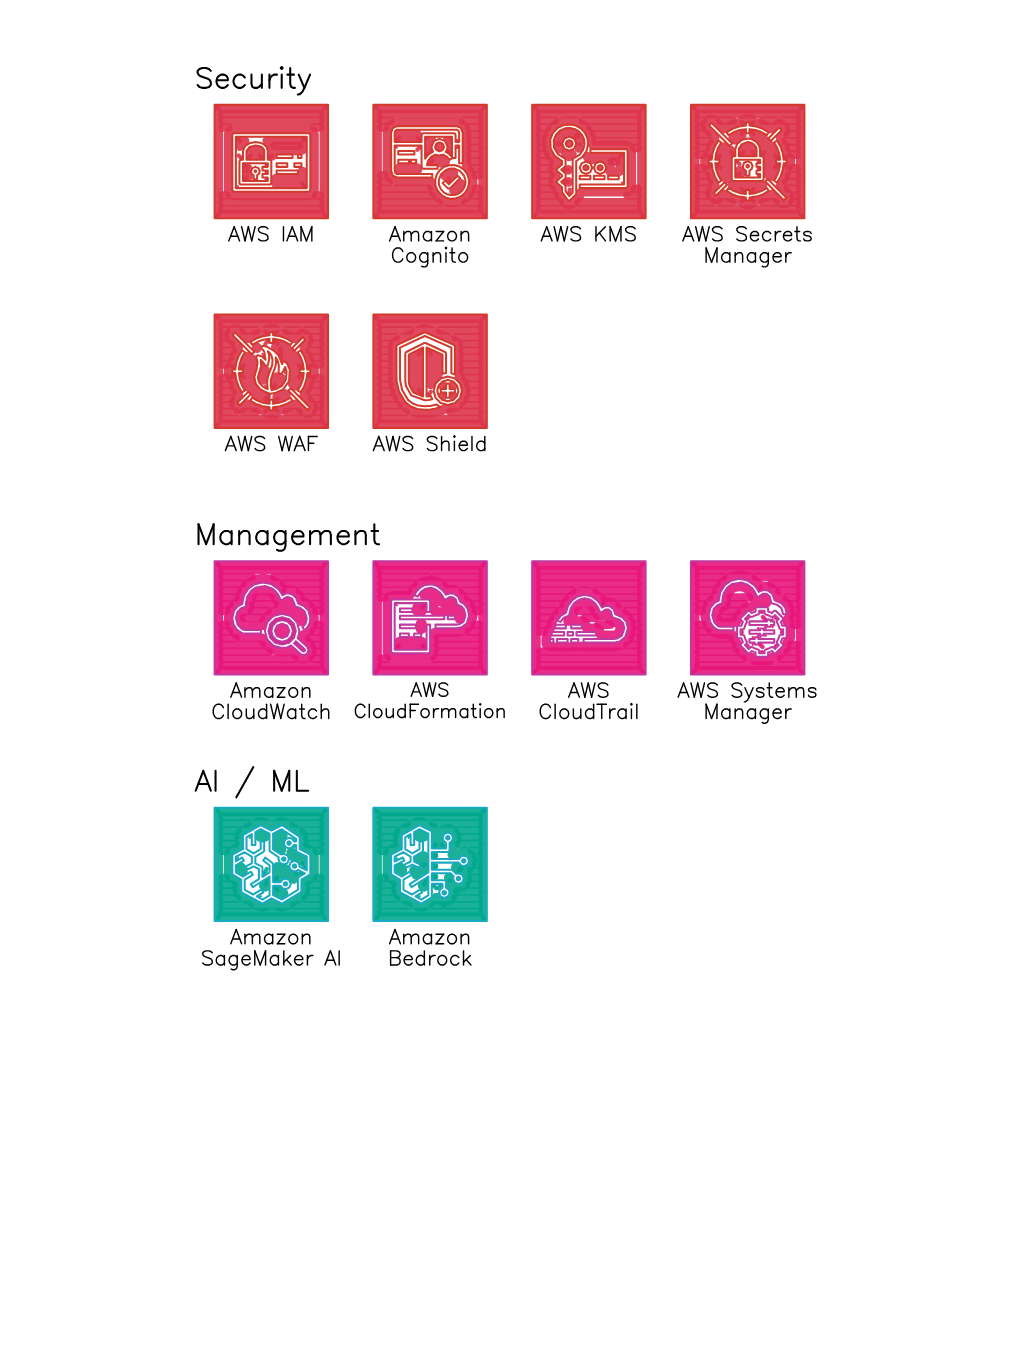 Security
AWS IAM
Amazon
Cognito
AWS KMS
AWS Secrets
Manager
AWS WAF
AWS Shield
Management
Amazon
CloudWatch
AWS
CloudFormation
AWS
CloudTrail
AWS Systems
Manager
AI / ML
Amazon
SageMaker AI
Amazon
Bedrock